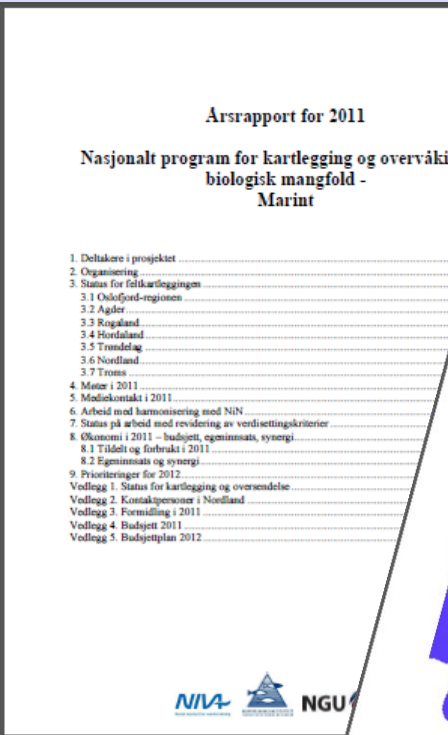 Årsrapport for 2011
Nasjonalt program for kartlegging og overvåki
biologisk mangfold -
Marint
1. Deltakere i prosjektet
2. Organisering
3. Status for feltkartleggingen
3.1 Oslofjord-regionen
3.2 Agder
3.3 Rogaland
3.4 Hordaland
3.5 Trøndelag
3.6 Nordland
3.7 Troms
4. Møter i 2011
5. Mediekontakt i 2011
6. Arbeid med harmonisering med NiN
7. Status på arbeid med revidering av verdisettingskriterier
8. Økonomi i 2011 – budsjett, egeninnsats, synergi
8.1 Tildelt og forbrukt i 2011
8.2 Egeninnsats og synergi
9. Prioriteringer for 2012
Vedlegg 1. Status for kartlegging og oversendelse
Vedlegg 2. Kontaktpersoner i Nordland
Vedlegg 3. Formidling i 2011
Vedlegg 4. Budsjett 2011
Vedlegg 5. Budsjettplan 2012
NIVA NGU